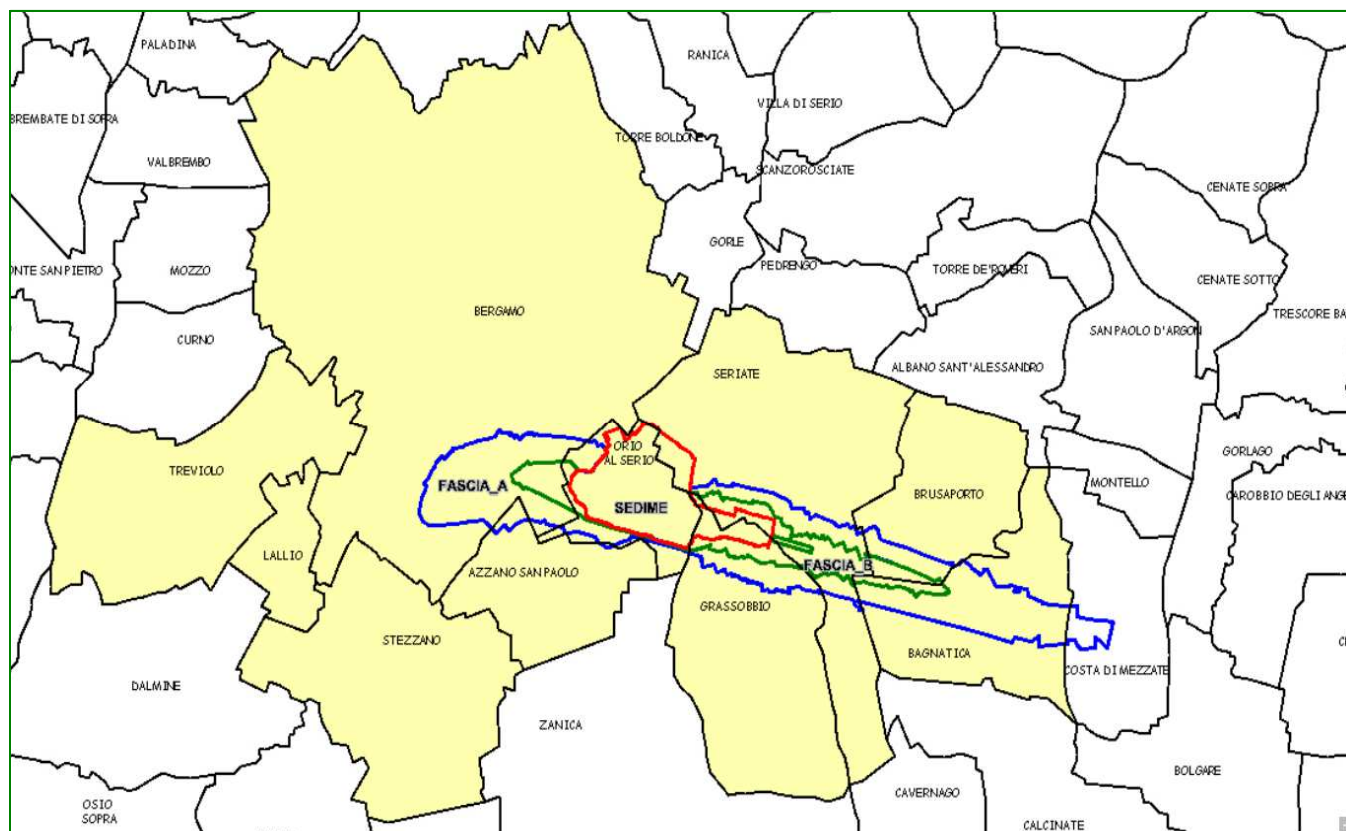 PALADINA
RANICA
BREMBATE DI SOPRA
VILLA DI SERIO
TORRE BOLDONE
VALBREMBO
SCANZOROSCIATE
CENATE SOPRA
GORLE
PEDRENGO
ONTE SAN PIETRO
MOZZO
TORRE DE'ROVERI
CENATE SOTTO
BERGAMO
TRESCORE BA
SAN PAOLO D'ARGON
CURNO
ALBANO SANT'ALESSANDRO
SERIATE
ORIO
AL SERIO
GORLAGO
TREVIOLO
FASCIA_A
BRUSAPORTO
MONTELLO
CAROBBIO DEGLI ANGE
SEDIME
LALLIO
FASCIA_B
AZZANO SAN PAOLO
GRASSOBBIO
STEZZANO
BAGNATICA
COSTA DI MEZZATE
DALMINE
ZANICA
BOLGARE
CAVERNAGO
OSIO
SOPRA
CALCINATE